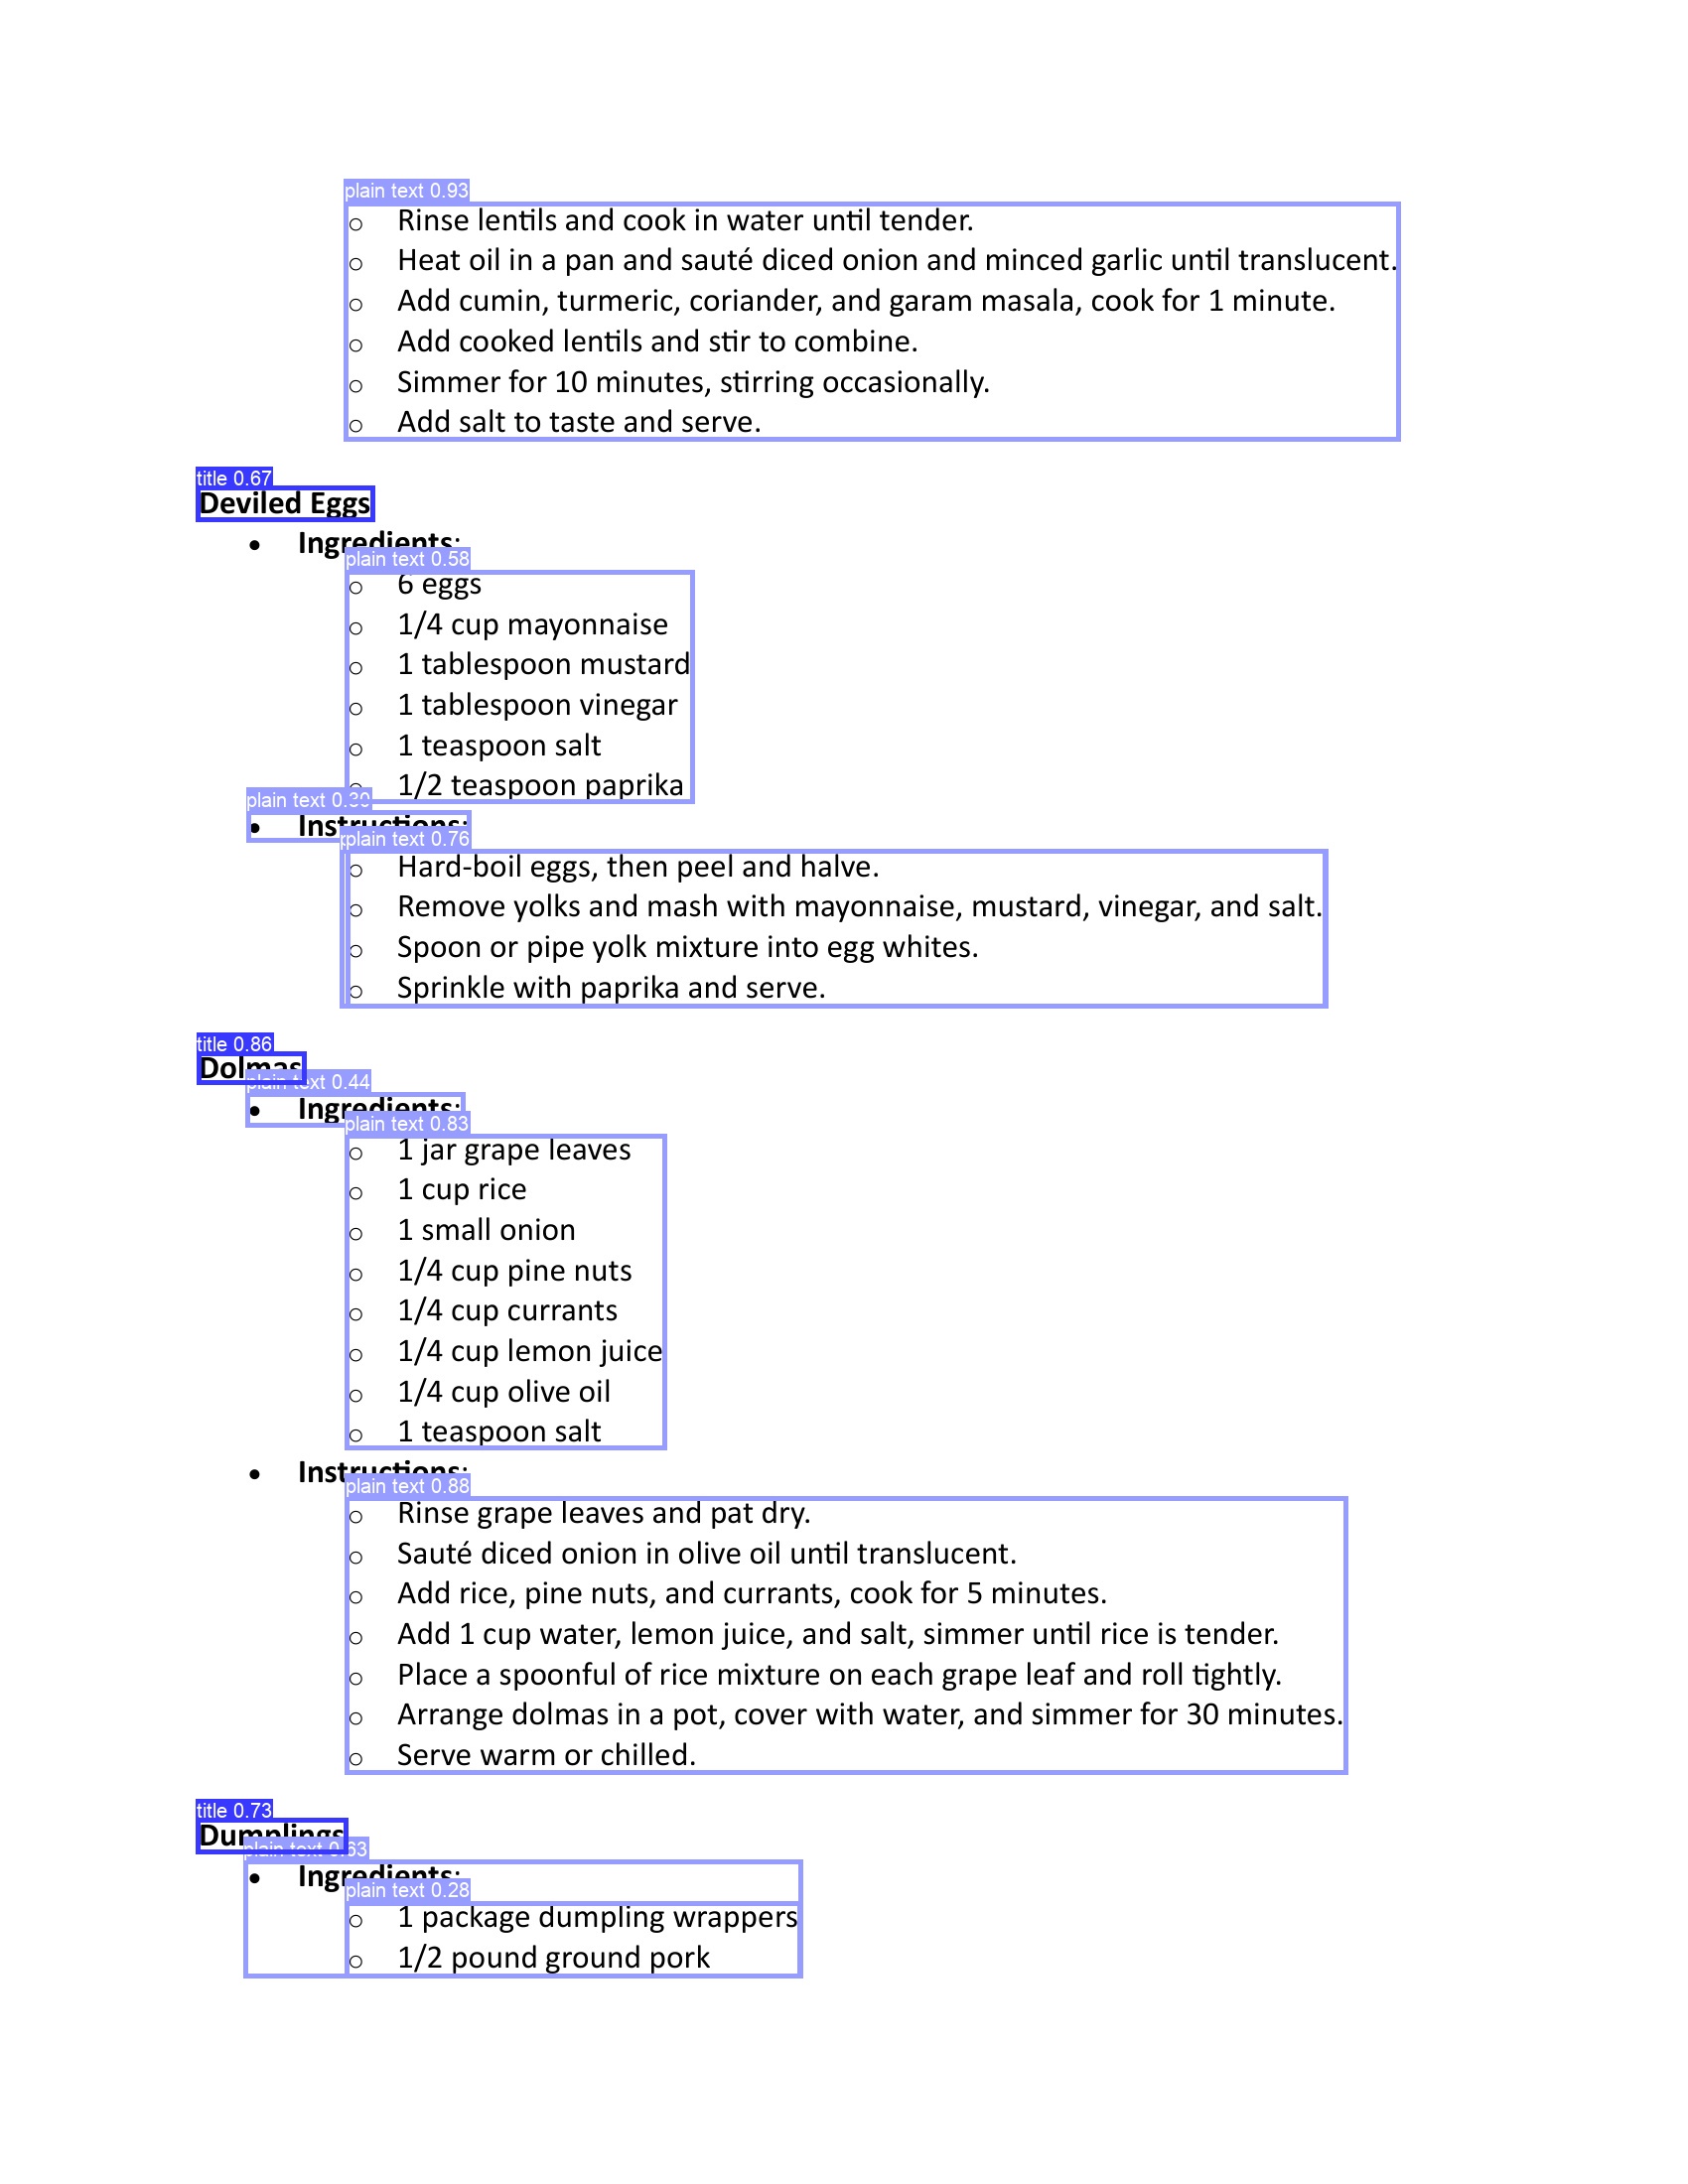 plain text 0.93
○ Rinse lentils and cook in water until tender.
○ Heat oil in a pan and sauté diced onion and minced garlic until translucent.
○ Add cumin, turmeric, coriander, and garam masala, cook for 1 minute.
○ Add cooked lentils and stir to combine.
○ Simmer for 10 minutes, stirring occasionally.
○ Add salt to taste and serve.
title 0.67
Deviled Eggs
• Ingredients:
plain text 0.58
○ 6 eggs
○ 1/4 cup mayonnaise
○ 1 tablespoon mustard
○ 1 tablespoon vinegar
○ 1 teaspoon salt
○ 1/2 teaspoon paprika
plain text 0.30
• Instructions:
plain text 0.76
○ Hard-boil eggs, then peel and halve.
○ Remove yolks and mash with mayonnaise, mustard, vinegar, and salt.
○ Spoon or pipe yolk mixture into egg whites.
○ Sprinkle with paprika and serve.
title 0.86
Dolmas
plain text 0.44
• Ingredients:
plain text 0.83
○ 1 jar grape leaves
○ 1 cup rice
○ 1 small onion
○ 1/4 cup pine nuts
○ 1/4 cup currants
○ 1/4 cup lemon juice
○ 1/4 cup olive oil
○ 1 teaspoon salt
• Instructions:
plain text 0.88
○ Rinse grape leaves and pat dry.
○ Sauté diced onion in olive oil until translucent.
○ Add rice, pine nuts, and currants, cook for 5 minutes.
○ Add 1 cup water, lemon juice, and salt, simmer until rice is tender.
○ Place a spoonful of rice mixture on each grape leaf and roll tightly.
○ Arrange dolmas in a pot, cover with water, and simmer for 30 minutes.
○ Serve warm or chilled.
title 0.73
Dumplings
plain text 0.63
• Ingredients:
plain text 0.28
○ 1 package dumpling wrappers
○ 1/2 pound ground pork